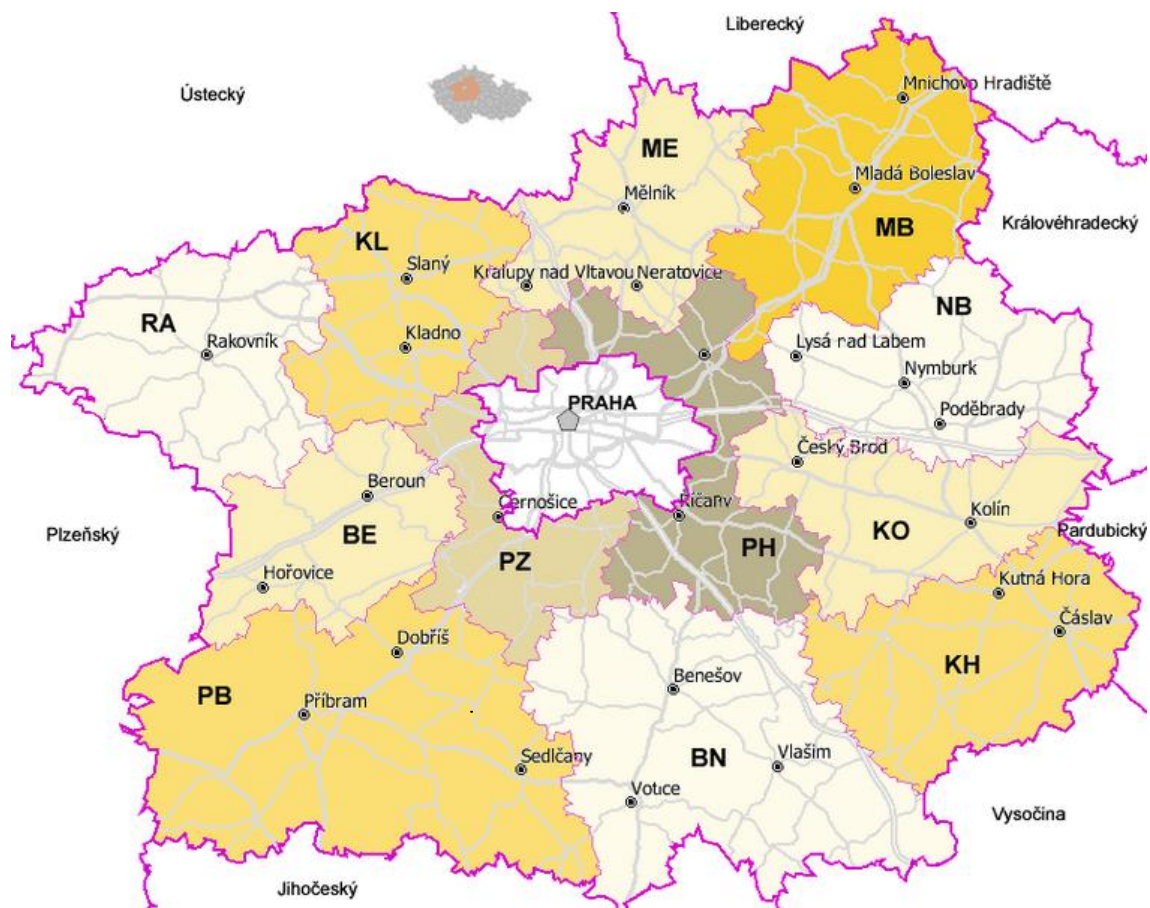 Liberecký
Ústecký
Mnichovo Hradiště
ME
Mladá Boleslav
Mělník
Královéhradecký
MB
KL
Slaný
Kralupy nad Vltavou
Neratovice
NB
RA
Kladno
Rakovník
Lysá nad Labem
Nymburk
PRAHA
Poděbrady
Český Brod
Beroun
Černošice
Říčany
Kolín
Plzeňský
BE
KO
Pardubický
PZ
PH
Hořovice
Kutná Hora
Čáslav
Dobříš
KH
Benešov
PB
Příbram
Sedlčany
BN
Vlašim
Votice
Vysočina
Jihočeský